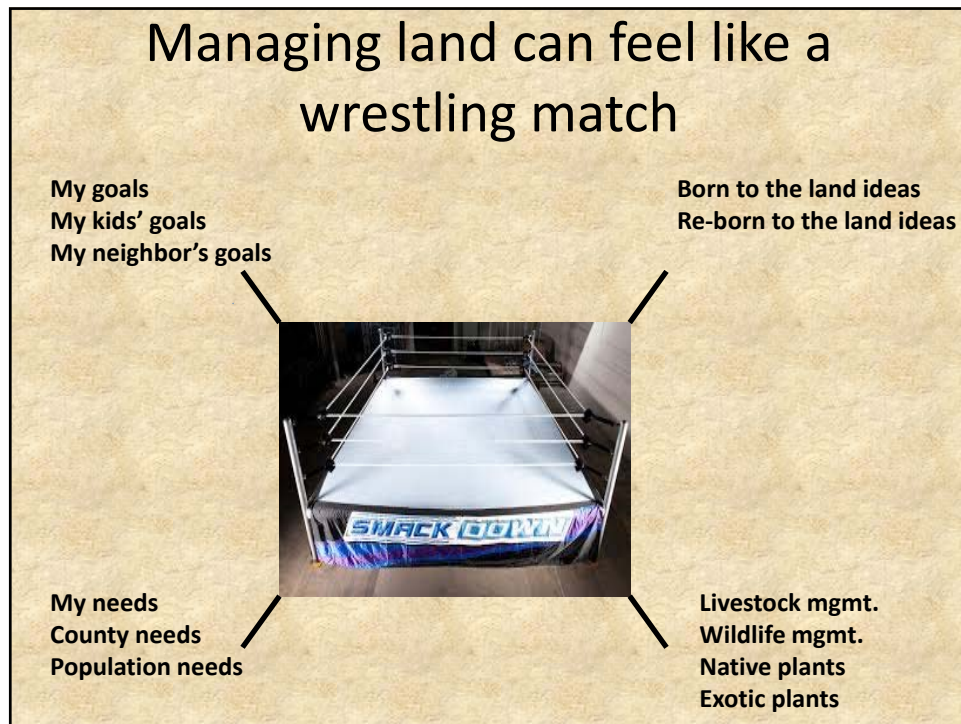 Managing land can feel like a
wrestling match
My goals
My kids’ goals
My neighbor’s goals
Born to the land ideas
Re-born to the land ideas
SMACK DOWN
My needs
County needs
Population needs
Livestock mgmt.
Wildlife mgmt.
Native plants
Exotic plants